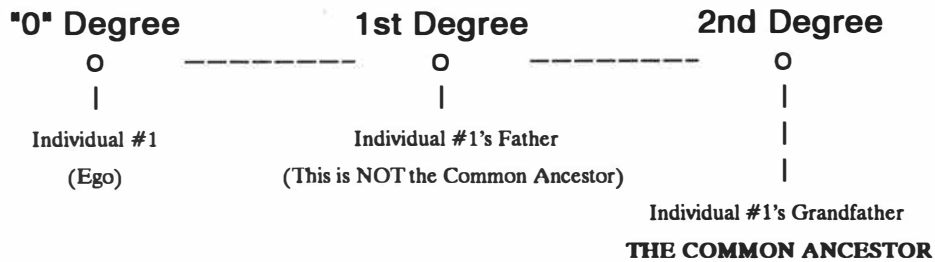 "0" Degree 1st Degree 2nd Degree
Individual #1 Individual #1's Father
(Ego) (This is NOT the Common Ancestor)
Individual #1's Grandfather
THE COMMON ANCESTOR